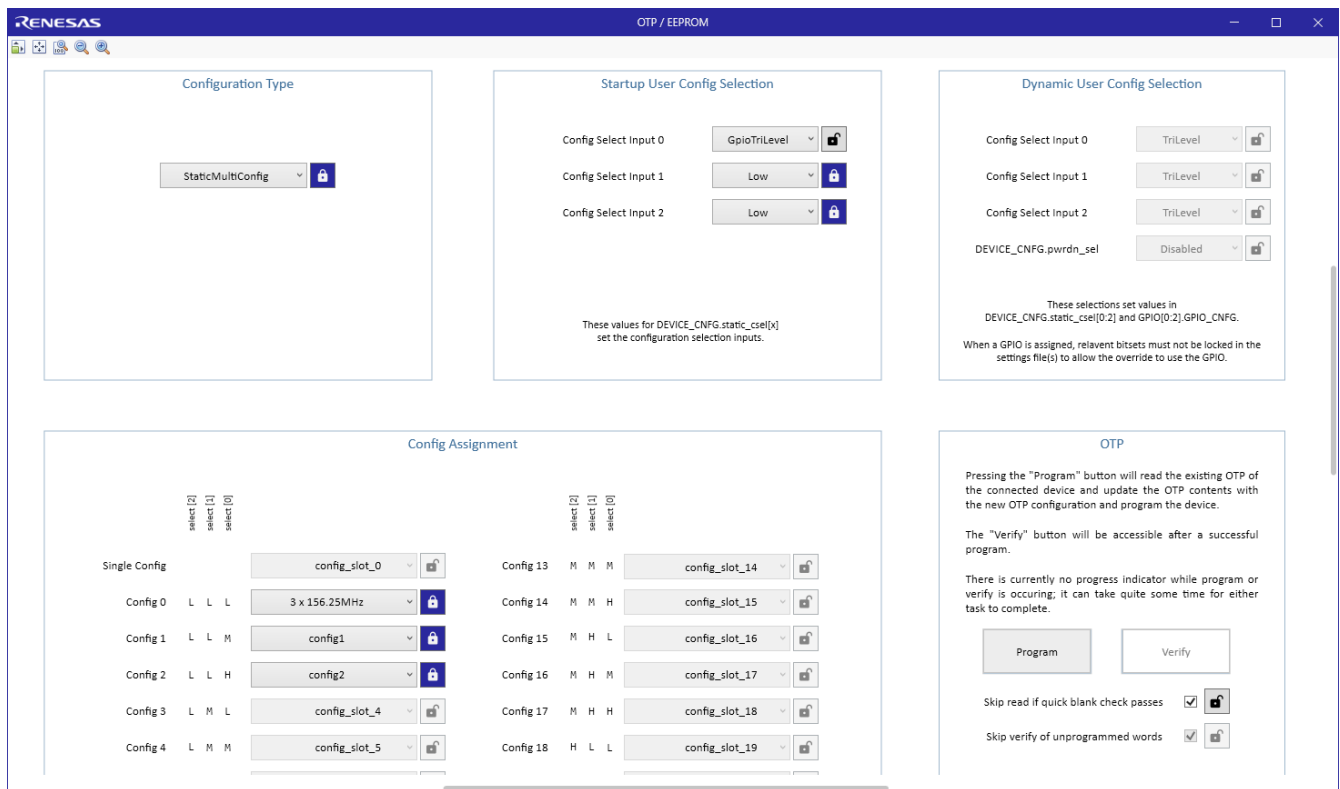 RENESAS
OTP / EEPROM
Configuration Type
StaticMultiConfig
Startup User Config Selection
Config Select Input 0 GpioTriLevel
Config Select Input 1 Low
Config Select Input 2 Low
These values for DEVICE_CNFG.static_csel[x]
set the configuration selection inputs.
Dynamic User Config Selection
Config Select Input 0 TriLevel
Config Select Input 1 TriLevel
Config Select Input 2 TriLevel
DEVICE_CNFG.pwrdn_sel Disabled
These selections set values in
DEVICE_CNFG.static_csel[0:2] and GPIO[0:2].GPIO_CNFG.
When a GPIO is assigned, relavent bitsets must not be locked in the
settings file(s) to allow the override to use the GPIO.
Config Assignment
select [2]
select [1]
select [0]
Single Config config_slot_0
Config 0 L L L 3 x 156.25MHz
Config 1 L L M config1
Config 2 L L H config2
Config 3 L M L config_slot_4
Config 4 L M M config_slot_5
select [2]
select [1]
select [0]
Config 13 M M M config_slot_14
Config 14 M M H config_slot_15
Config 15 M H L config_slot_16
Config 16 M H M config_slot_17
Config 17 M H H config_slot_18
Config 18 H L L config_slot_19
OTP
Pressing the "Program" button will read the existing OTP of
the connected device and update the OTP contents with
the new OTP configuration and program the device.
The "Verify" button will be accessible after a successful
program.
There is currently no progress indicator while program or
verify is occuring; it can take quite some time for either
task to complete.
Program Verify
Skip read if quick blank check passes
Skip verify of unprogrammed words